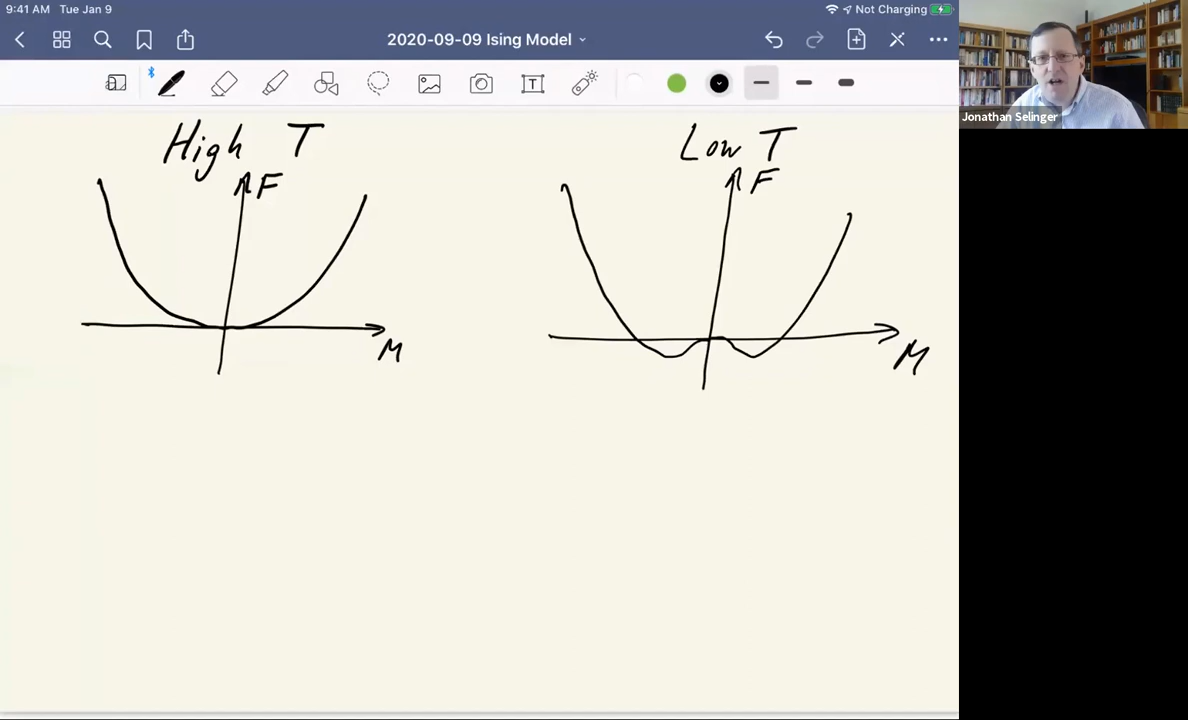 9:41 AM Tue Jan 9
Not Charging
2020-09-09 Ising Model
T
Jonathan Selinger
High T
Low T
F
F
M
M